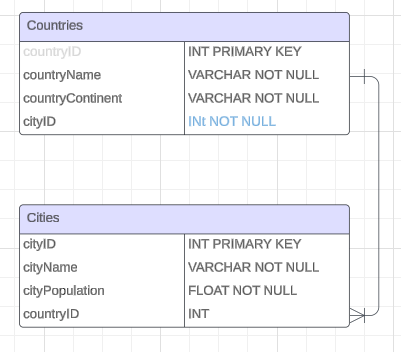 Countries
countryID INT PRIMARY KEY
countryName VARCHAR NOT NULL
countryContinent VARCHAR NOT NULL
cityID INt NOT NULL
Cities
cityID INT PRIMARY KEY
cityName VARCHAR NOT NULL
cityPopulation FLOAT NOT NULL
countryID INT